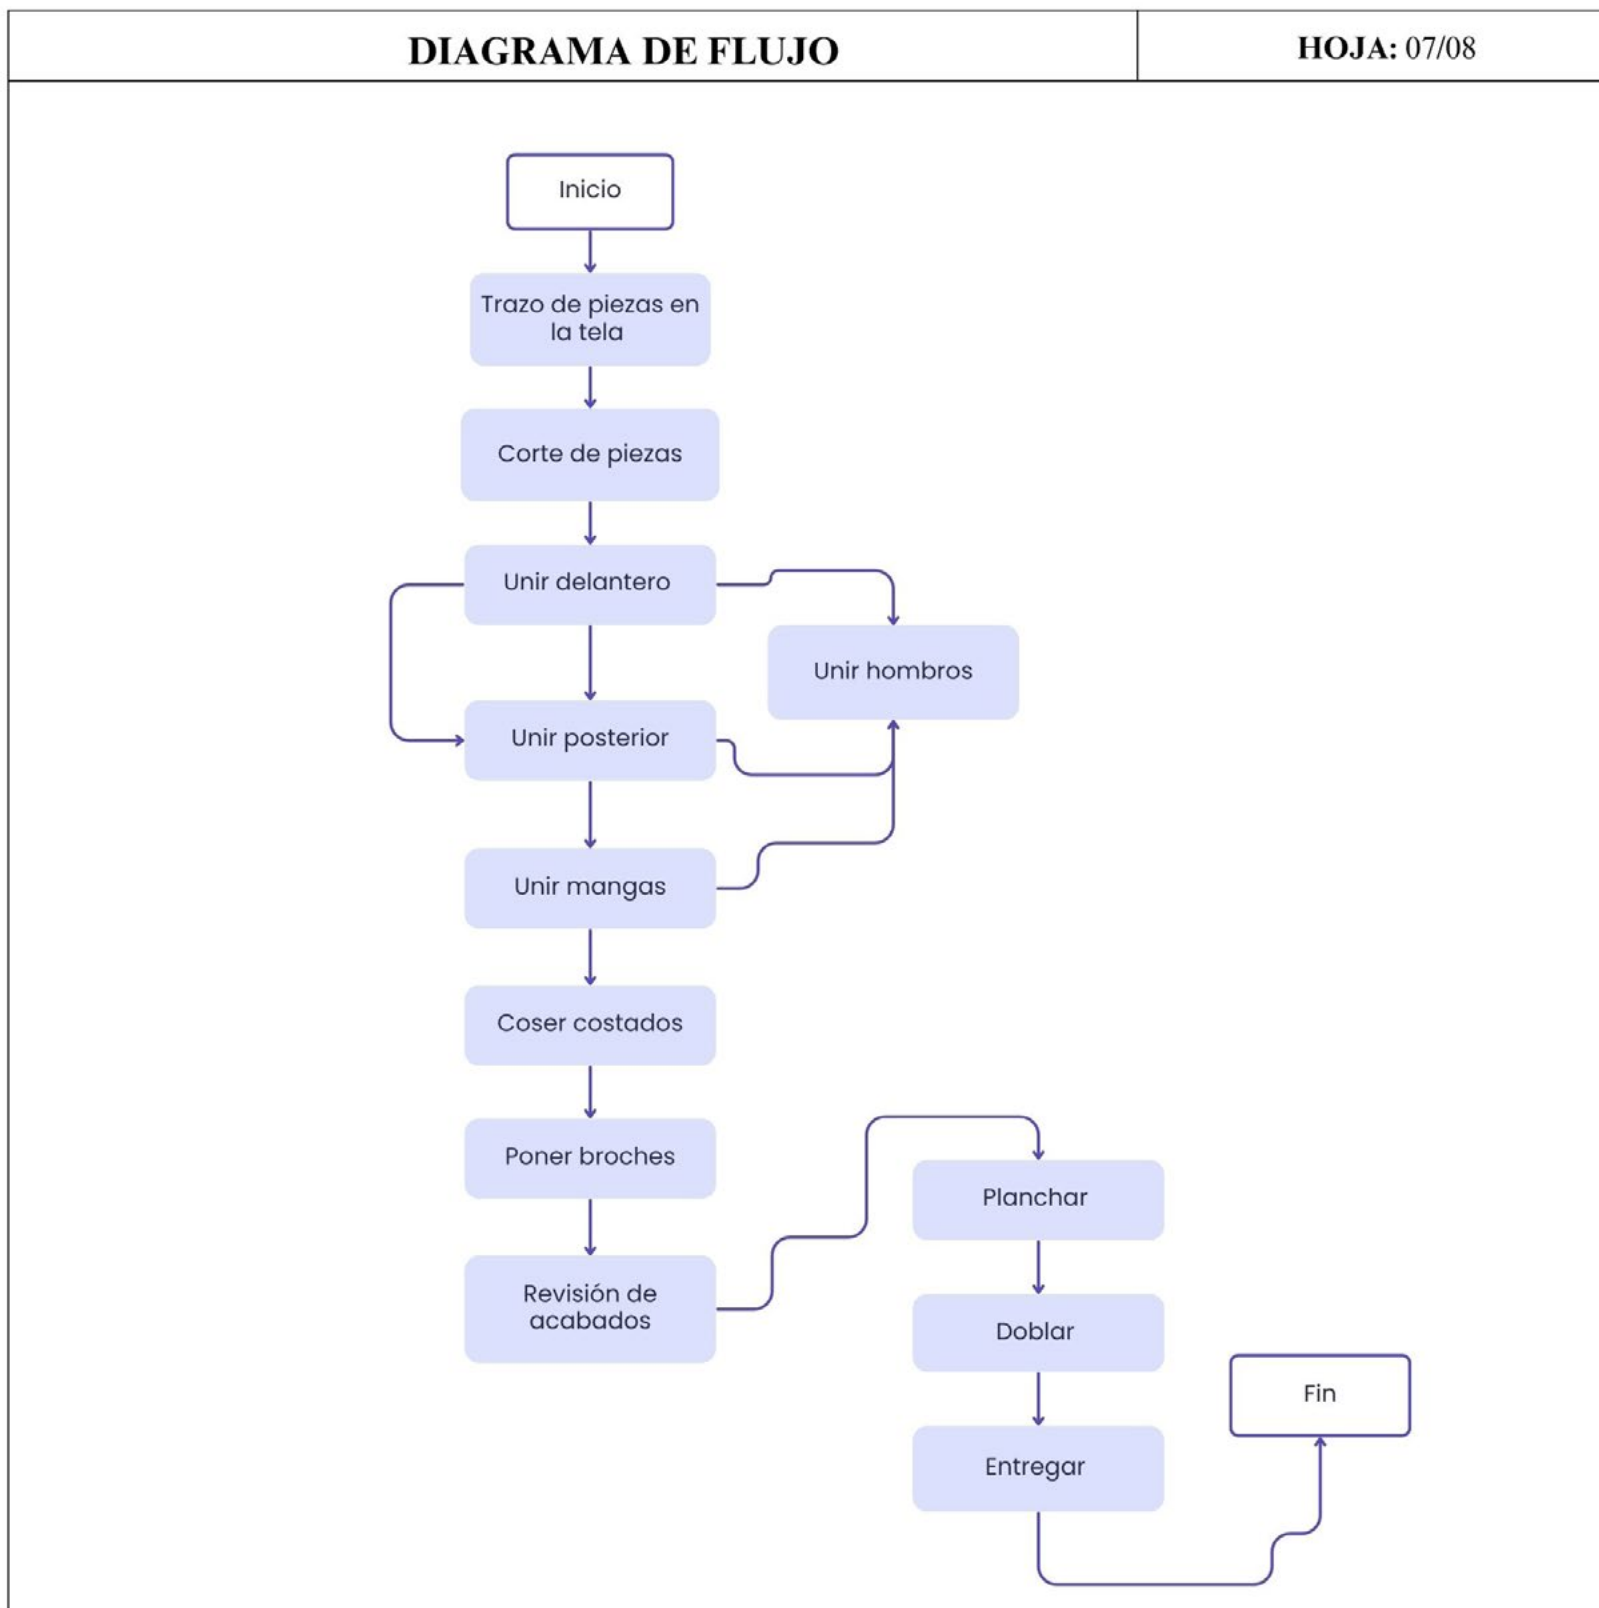 DIAGRAMA DE FLUJO
HOJA: 07/08
Inicio
Trazo de piezas en
la tela
Corte de piezas
Unir delantero
Unir hombros
Unir posterior
Unir mangas
Coser costados
Poner broches
Revisión de
acabados
Planchar
Doblar
Entregar
Fin